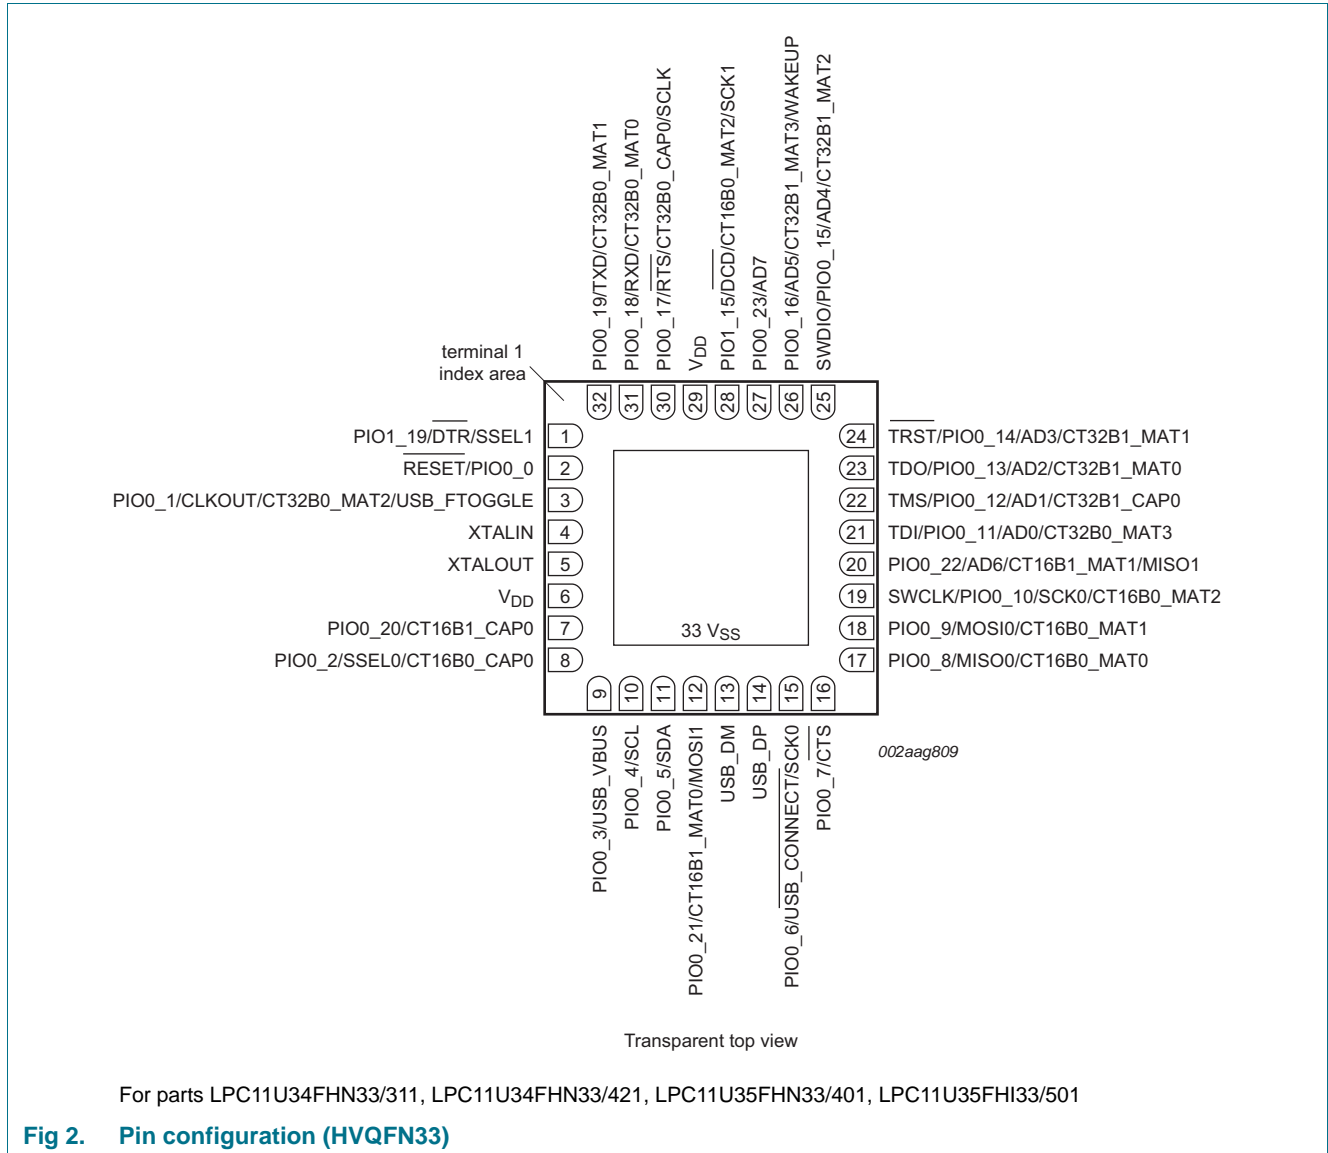 PIO0_19/TXD/CT32B0_MAT1
PIO0_18/RXD/CT32B0_MAT0
PIO0_17/RTS/CT32B0_CAP0/SCLK
VDD
PIO1_15/DCD/CT16B0_MAT2/SCK1
PIO0_23/AD7
PIO0_16/AD5/CT32B1_MAT3/WAKEUP
SWDIO/PIO0_15/AD4/CT32B1_MAT2
terminal 1
index area
32 31 30 29 28 27 26 25
PIO1_19/DTR/SSEL1 1
RESET/PIO0_0 2
PIO0_1/CLKOUT/CT32B0_MAT2/USB_FTOGGLE 3
XTALIN 4
XTALOUT 5
VDD 6
PIO0_20/CT16B1_CAP0 7
PIO0_2/SSEL0/CT16B0_CAP0 8
24 TRST/PIO0_14/AD3/CT32B1_MAT1
23 TDO/PIO0_13/AD2/CT32B1_MAT0
22 TMS/PIO0_12/AD1/CT32B1_CAP0
21 TDI/PIO0_11/AD0/CT32B0_MAT3
20 PIO0_22/AD6/CT16B1_MAT1/MISO1
19 SWCLK/PIO0_10/SCK0/CT16B0_MAT2
18 PIO0_9/MOSI0/CT16B0_MAT1
17 PIO0_8/MISO0/CT16B0_MAT0
33 VSS
9 10 11 12 13 14 15 16
PIO0_3/USB_VBUS
PIO0_4/SCL
PIO0_5/SDA
PIO0_21/CT16B1_MAT0/MOSI1
USB_DM
USB_DP
PIO0_6/USB_CONNECT/SCK0
PIO0_7/CTS
002aag809
Transparent top view
For parts LPC11U34FHN33/311, LPC11U34FHN33/421, LPC11U35FHN33/401, LPC11U35FHI33/501
Fig 2. Pin configuration (HVQFN33)